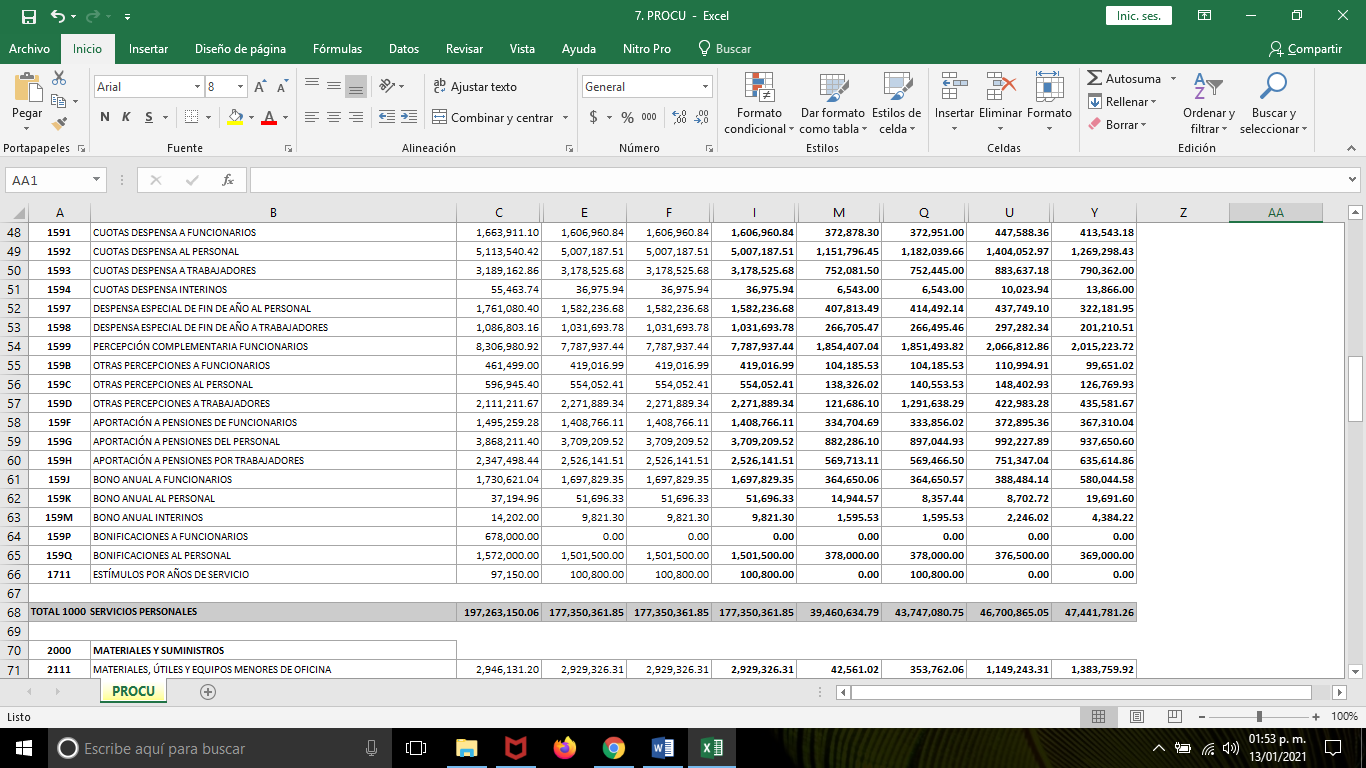 7. PROCU - Excel
Inic. ses.
Archivo Inicio Insertar Diseño de página Fórmulas Datos Revisar Vista Ayuda Nitro Pro Buscar Compartir
Pegar
Arial 8
N K S
Ajustar texto
Combinar y centrar
General
$ % 000
Formato condicional
Dar formato como tabla
Estilos de celda
Insertar Eliminar Formato
Autosuma
Rellenar
Borrar
Ordenar y filtrar
Buscar y seleccionar
Portapapeles Fuente Alineación Número Estilos Celdas Edición
AA1 fx
A B C E F I M Q U Y Z AA
48 1591 CUOTAS DESPENSA A FUNCIONARIOS 1,663,911.10 1,606,960.84 1,606,960.84 1,606,960.84 372,878.30 372,951.00 447,588.36 413,543.18
49 1592 CUOTAS DESPENSA AL PERSONAL 5,113,540.42 5,007,187.51 5,007,187.51 5,007,187.51 1,151,796.45 1,182,039.66 1,404,052.97 1,269,298.43
50 1593 CUOTAS DESPENSA A TRABAJADORES 3,189,162.86 3,178,525.68 3,178,525.68 3,178,525.68 752,081.50 752,445.00 883,637.18 790,362.00
51 1594 CUOTAS DESPENSA INTERINOS 55,463.74 36,975.94 36,975.94 36,975.94 6,543.00 6,543.00 10,023.94 13,866.00
52 1597 DESPENSA ESPECIAL DE FIN DE AÑO AL PERSONAL 1,761,080.40 1,582,236.68 1,582,236.68 1,582,236.68 407,813.49 414,492.14 437,749.10 322,181.95
53 1598 DESPENSA ESPECIAL DE FIN DE AÑO A TRABAJADORES 1,086,803.16 1,031,693.78 1,031,693.78 1,031,693.78 266,705.47 266,495.46 297,282.34 201,210.51
54 1599 PERCEPCIÓN COMPLEMENTARIA FUNCIONARIOS 8,306,980.92 7,787,937.44 7,787,937.44 7,787,937.44 1,854,407.04 1,851,493.82 2,066,812.86 2,015,223.72
55 159B OTRAS PERCEPCIONES A FUNCIONARIOS 461,499.00 419,016.99 419,016.99 419,016.99 104,185.53 104,185.53 110,994.91 99,651.02
56 159C OTRAS PERCEPCIONES AL PERSONAL 596,945.40 554,052.41 554,052.41 554,052.41 138,326.02 140,553.53 148,402.93 126,769.93
57 159D OTRAS PERCEPCIONES A TRABAJADORES 2,111,211.67 2,271,889.34 2,271,889.34 2,271,889.34 121,686.10 1,291,638.29 422,983.28 435,581.67
58 159F APORTACIÓN A PENSIONES DE FUNCIONARIOS 1,495,259.28 1,408,766.11 1,408,766.11 1,408,766.11 334,704.69 333,856.02 372,895.36 367,310.04
59 159G APORTACIÓN A PENSIONES DEL PERSONAL 3,868,211.40 3,709,209.52 3,709,209.52 3,709,209.52 882,286.10 897,044.93 992,227.89 937,650.60
60 159H APORTACIÓN A PENSIONES POR TRABAJADORES 2,347,498.44 2,526,141.51 2,526,141.51 2,526,141.51 569,713.11 569,466.50 751,347.04 635,614.86
61 159J BONO ANUAL A FUNCIONARIOS 1,730,621.04 1,697,829.35 1,697,829.35 1,697,829.35 364,650.06 364,650.57 388,484.14 580,044.58
62 159K BONO ANUAL AL PERSONAL 37,194.96 51,696.33 51,696.33 51,696.33 14,944.57 8,357.44 8,702.72 19,691.60
63 159M BONO ANUAL INTERINOS 14,202.00 9,821.30 9,821.30 9,821.30 1,595.53 1,595.53 2,246.02 4,384.22
64 159P BONIFICACIONES A FUNCIONARIOS 678,000.00 0.00 0.00 0.00 0.00 0.00 0.00 0.00
65 159Q BONIFICACIONES AL PERSONAL 1,572,000.00 1,501,500.00 1,501,500.00 1,501,500.00 378,000.00 378,000.00 376,500.00 369,000.00
66 1711 ESTÍMULOS POR AÑOS DE SERVICIO 97,150.00 100,800.00 100,800.00 100,800.00 0.00 100,800.00 0.00 0.00
67
68 TOTAL 1000 SERVICIOS PERSONALES 197,263,150.06 177,350,361.85 177,350,361.85 177,350,361.85 39,460,634.79 43,747,080.75 46,700,865.05 47,441,781.26
69
70 2000 MATERIALES Y SUMINISTROS
71 2111 MATERIALES, ÚTILES Y EQUIPOS MENORES DE OFICINA 2,946,131.20 2,929,326.31 2,929,326.31 2,929,326.31 42,561.02 353,762.06 1,149,243.31 1,383,759.92
PROCU
Listo 100%
Escribe aquí para buscar
01:53 p. m.
13/01/2021